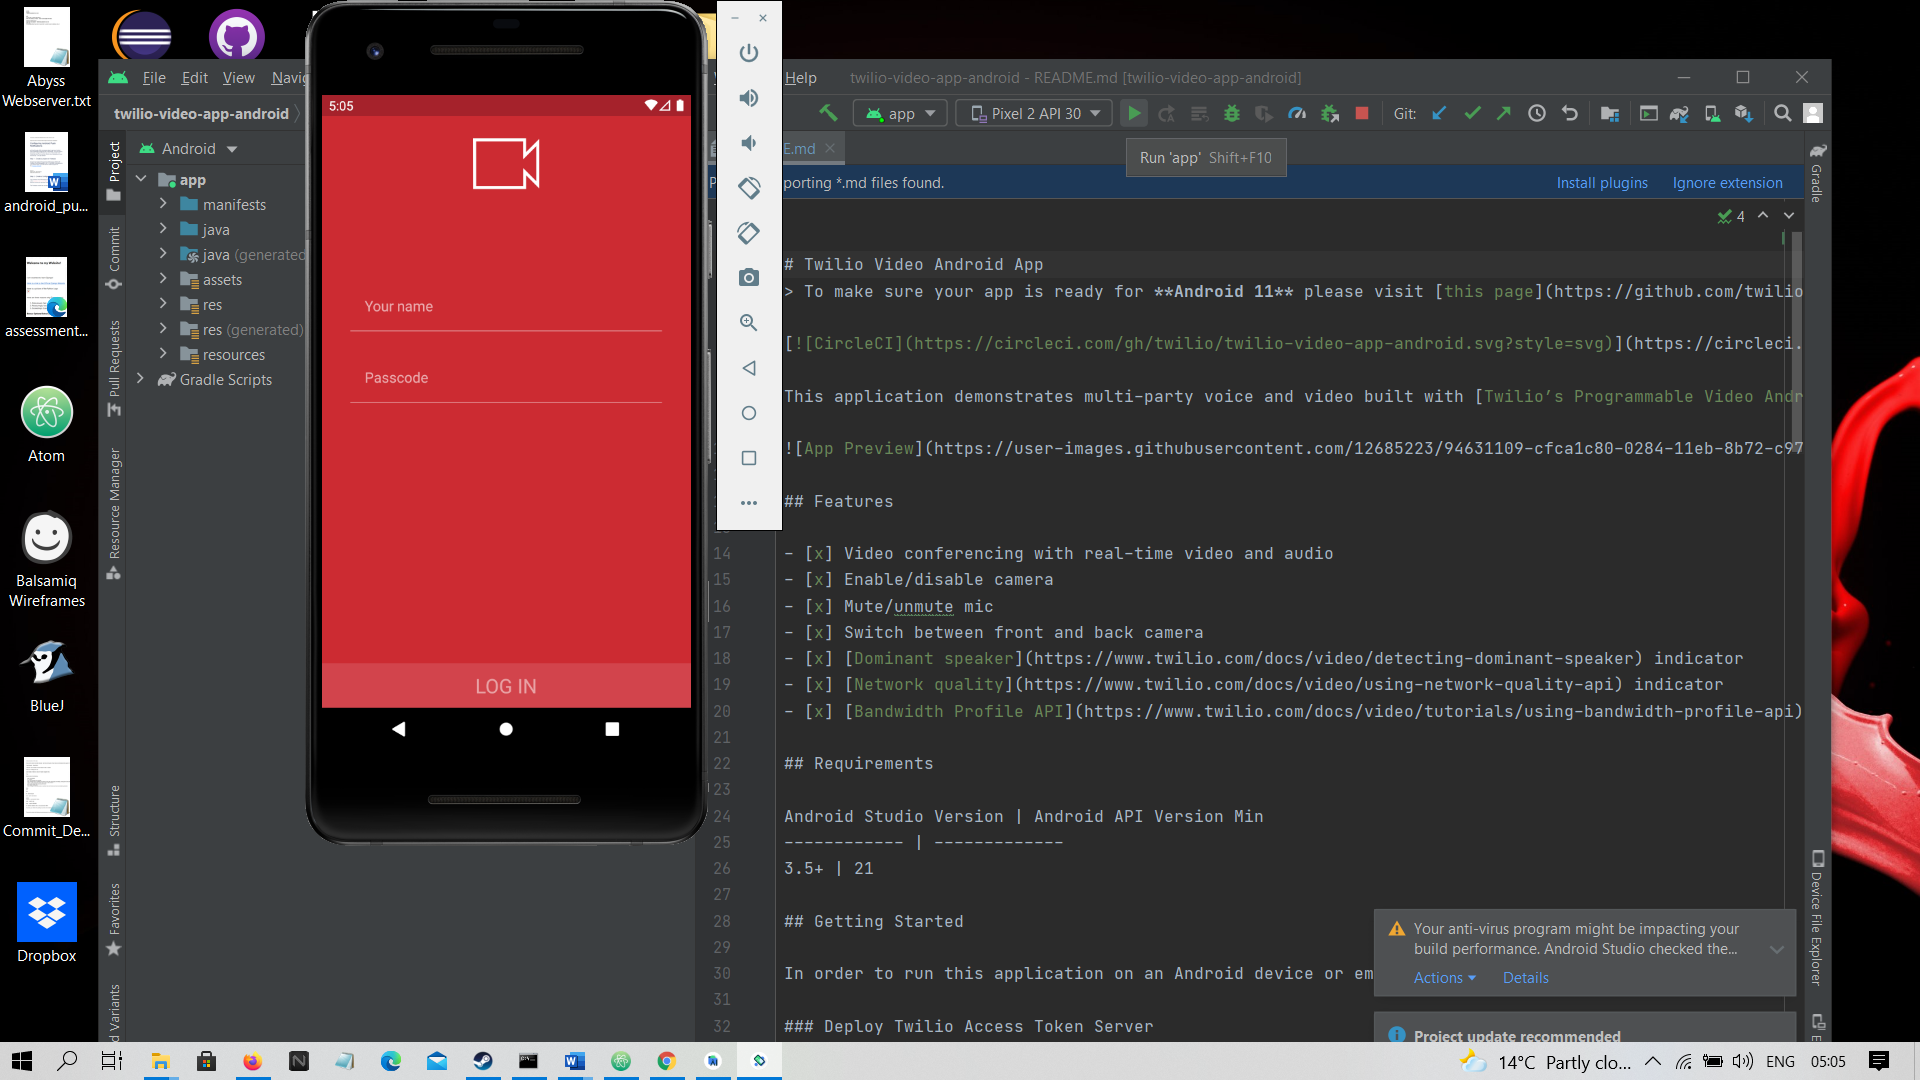 Abyss
Webserver.txt
android_pu...
assessment...
Atom
Balsamiq
Wireframes
BlueJ
Commit_De...
Dropbox
File Edit View Navig
Help
twilio-video-app-android - README.md [twilio-video-app-android]
twilio-video-app-android
app
Pixel 2 API 30
Git:
Run 'app' Shift+F10
Project
Commit
Pull Requests
Resource Manager
Structure
Favorites
d Variants
Android
app
manifests
java
java (generated
assets
res
res (generated)
resources
Gradle Scripts
5:05
Your name
Passcode
LOG IN
E.md
porting *.md files found.
Install plugins Ignore extension
4
Gradle
Device File Explorer
# Twilio Video Android App
> To make sure your app is ready for **Android 11** please visit [this page](https://github.com/twilio
[![CircleCI](https://circleci.com/gh/twilio/twilio-video-app-android.svg?style=svg)](https://circleci.
This application demonstrates multi-party voice and video built with [Twilio’s Programmable Video Andr
![App Preview](https://user-images.githubusercontent.com/12685223/94631109-cfca1c80-0284-11eb-8b72-c97
## Features
14 - [x] Video conferencing with real-time video and audio
15 - [x] Enable/disable camera
16 - [x] Mute/unmute mic
17 - [x] Switch between front and back camera
18 - [x] [Dominant speaker](https://www.twilio.com/docs/video/detecting-dominant-speaker) indicator
19 - [x] [Network quality](https://www.twilio.com/docs/video/using-network-quality-api) indicator
20 - [x] [Bandwidth Profile API](https://www.twilio.com/docs/video/tutorials/using-bandwidth-profile-api)
21
22 ## Requirements
23
24 Android Studio Version | Android API Version Min
25 ------------ | -------------
26 3.5+ | 21
27
28 ## Getting Started
29
30 In order to run this application on an Android device or em
31
32 ### Deploy Twilio Access Token Server
Your anti-virus program might be impacting your
build performance. Android Studio checked the...
Actions Details
Project update recommended
14°C Partly clo...
ENG
05:05